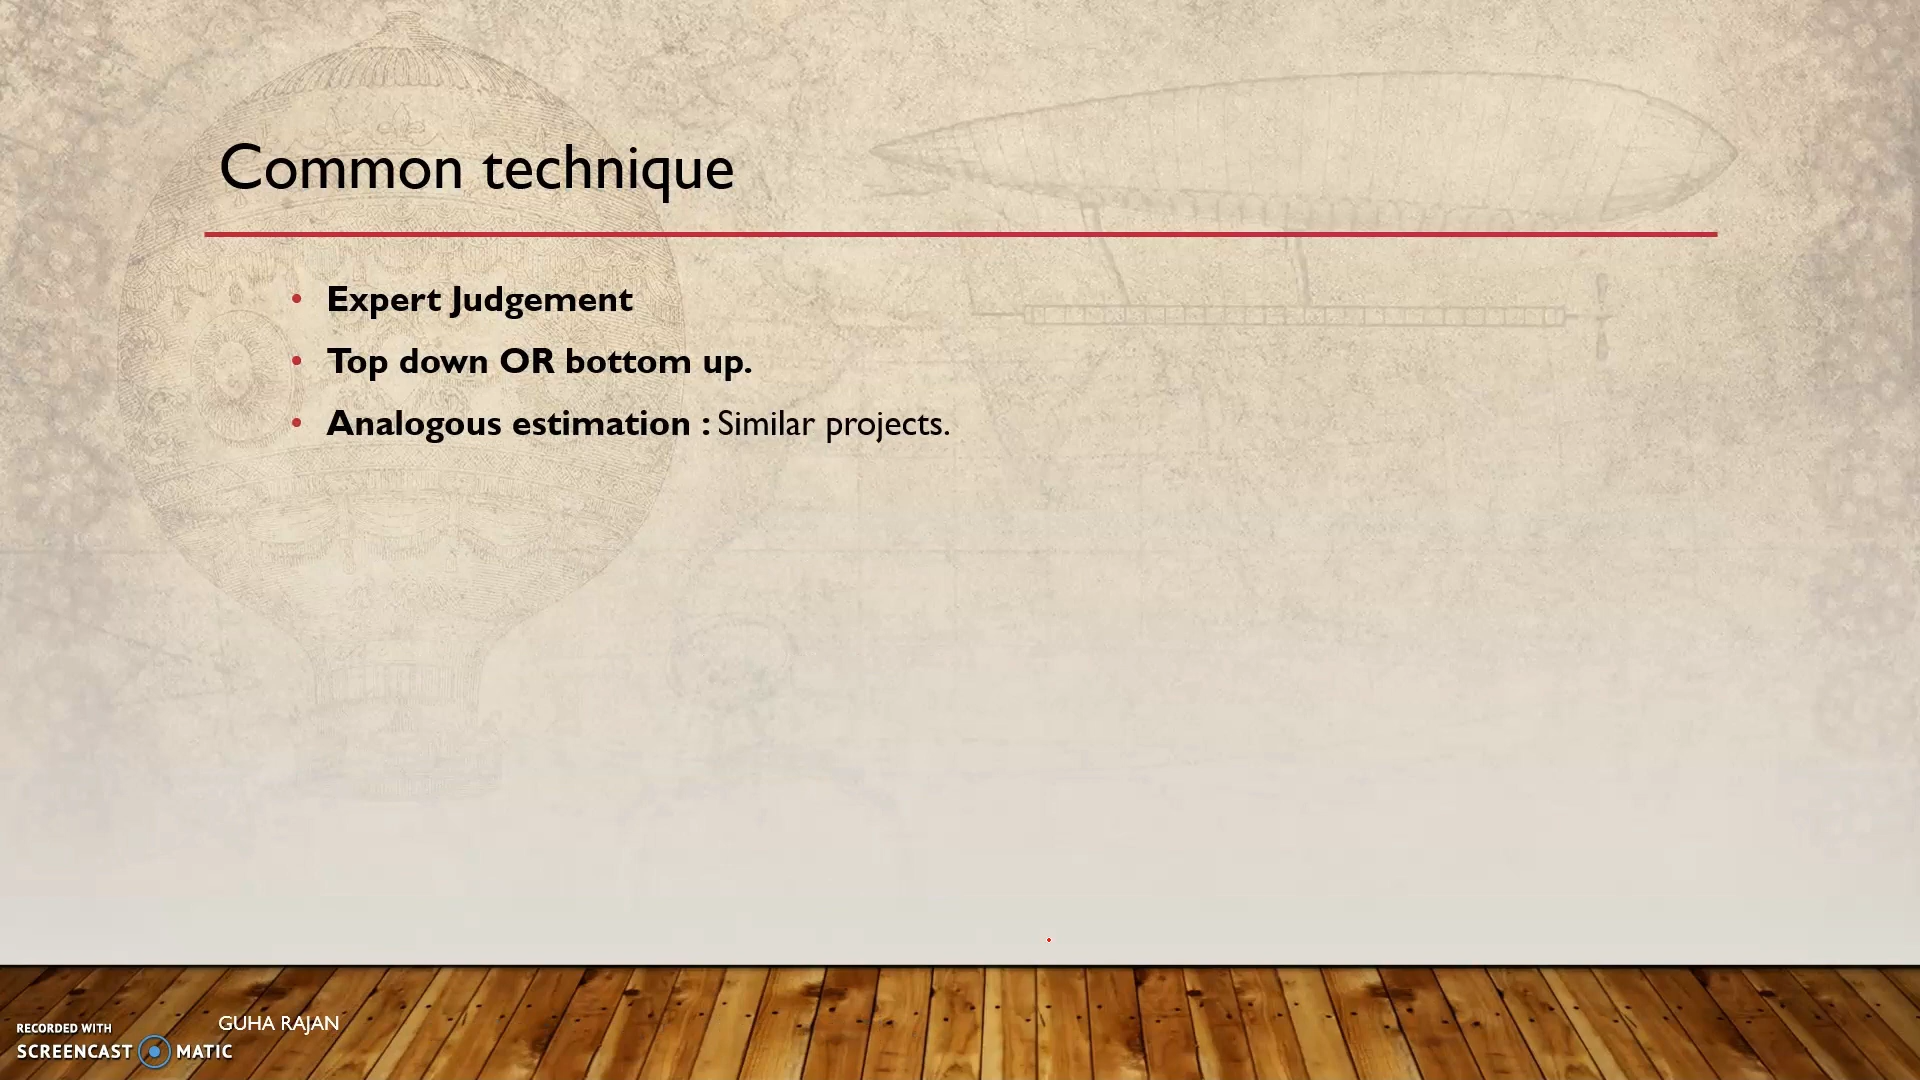 Common technique
• Expert Judgement
• Top down OR bottom up.
• Analogous estimation : Similar projects.
GUHA RAJAN
RECORDED WITH
SCREENCAST MATIC